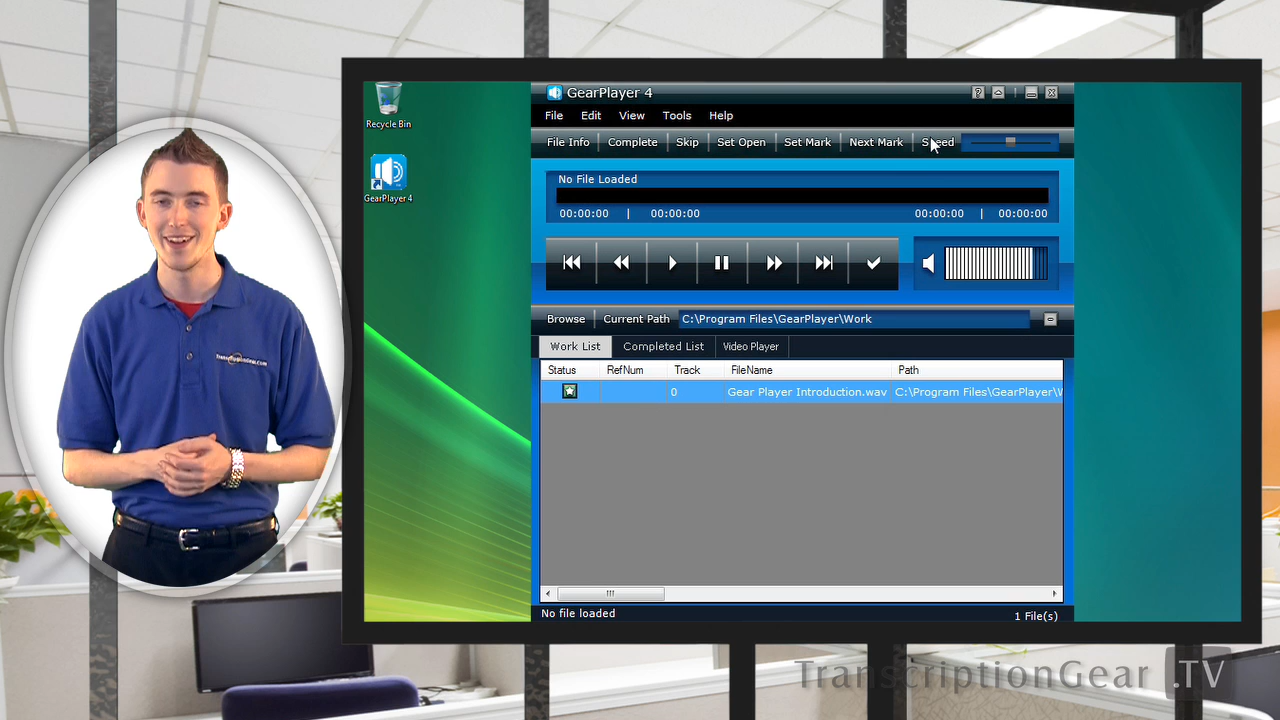 Recycle Bin
GearPlayer 4
GearPlayer 4
File Edit View Tools Help
File Info Complete Skip Set Open Set Mark Next Mark Speed
No File Loaded
00:00:00 | 00:00:00 00:00:00 | 00:00:00
Browse Current Path C:\Program Files\GearPlayer\Work
Work List Completed List Video Player
Status RefNum Track FileName Path
0 Gear Player Introduction.wav C:\Program Files\GearPlayer\W
No file loaded 1 File(s)
TranscriptionGear.com
TranscriptionGear.TV